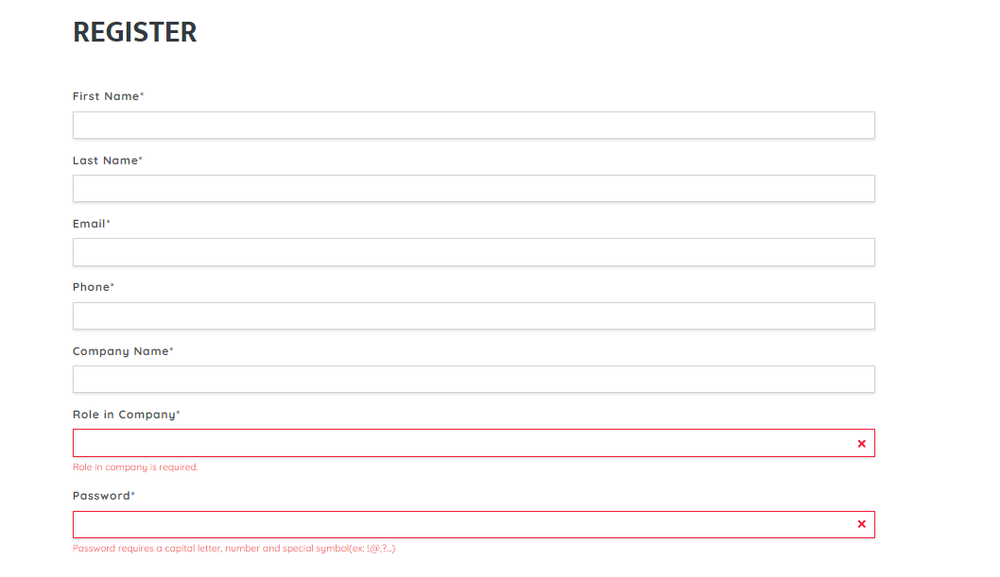 REGISTER
First Name*
Last Name*
Email*
Phone*
Company Name*
Role in Company*
Role in company is required.
Password*
Password requires a capital letter, number and special symbol(ex: !,@,?...)